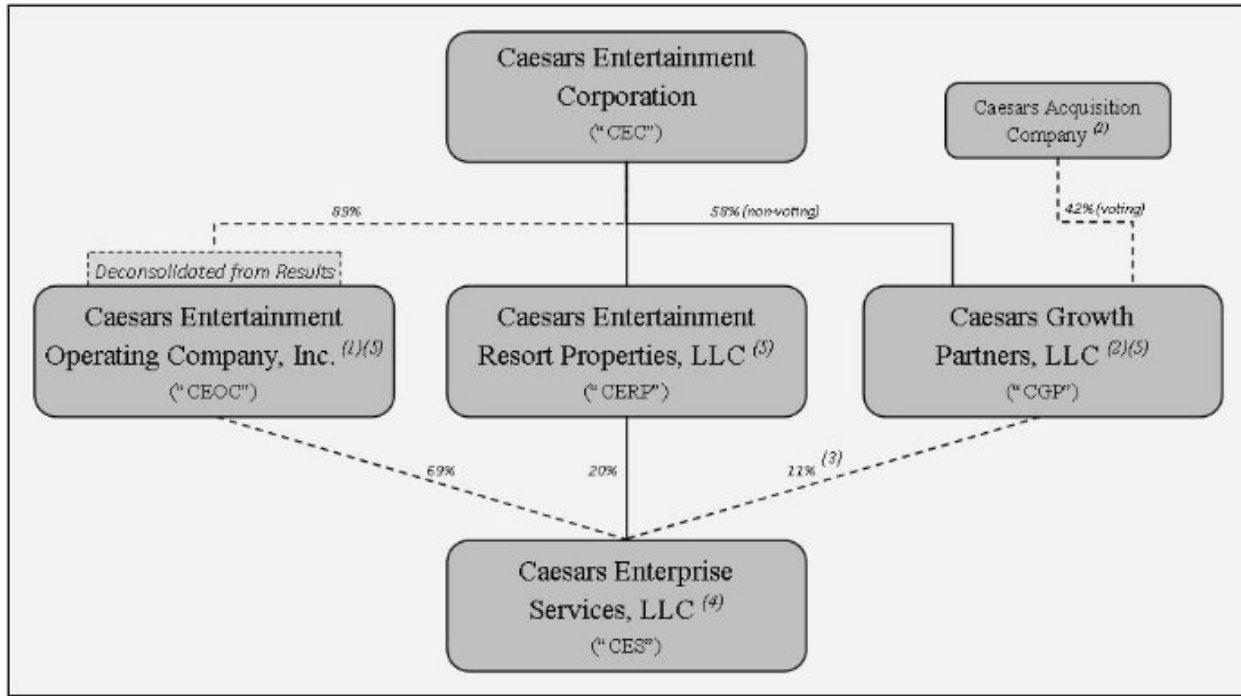 Caesars Entertainment
Corporation
("CEC")
Caesars Acquisition
Company (2)
89%
58% (non-voting)
42% (voting)
Deconsolidated from Results
Caesars Entertainment
Operating Company, Inc. (1)(5)
("CEOC")
Caesars Entertainment
Resort Properties, LLC (5)
("CERP")
Caesars Growth
Partners, LLC (2)(5)
("CGP")
69%
20%
11% (3)
Caesars Enterprise
Services, LLC (4)
("CES")